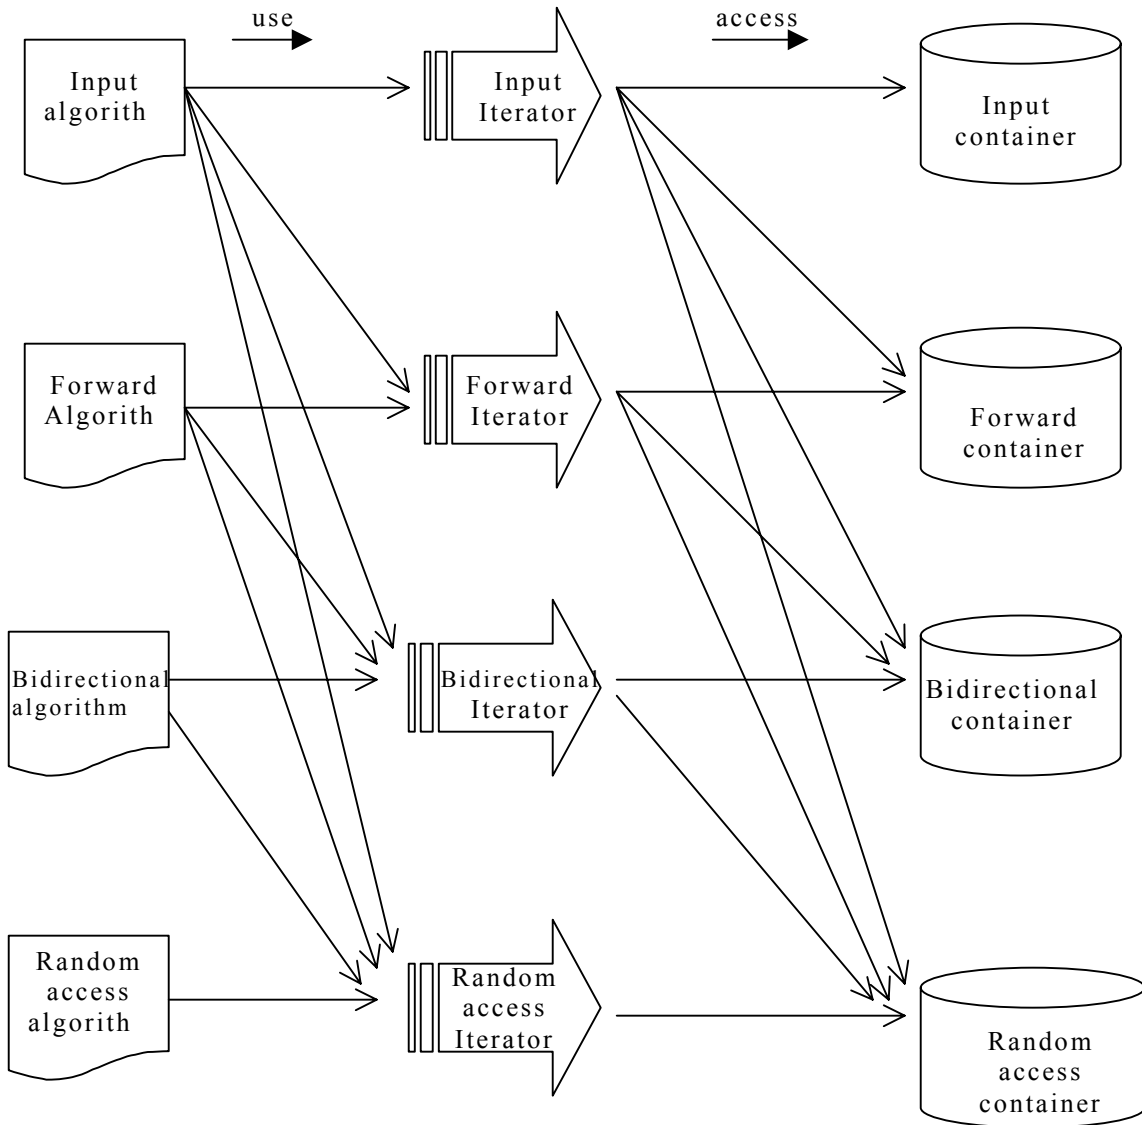 use
access
Input
algorith
Input
Iterator
Input
container
Forward
Algorith
Forward
Iterator
Forward
container
Bidirectional
algorithm
Bidirectional
Iterator
Bidirectional
container
Random
access
algorith
Random
access
Iterator
Random
access
container